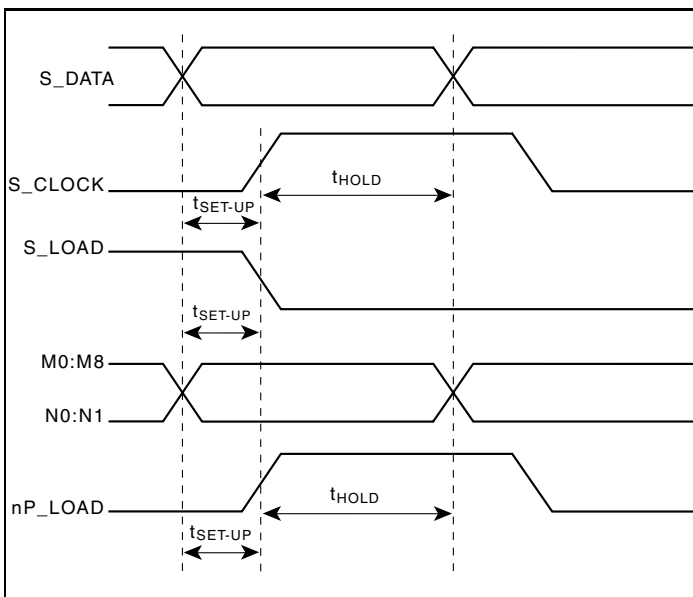 S_DATA
S_CLOCK
tHOLD
tSET-UP
S_LOAD
tSET-UP
M0:M8
N0:N1
nP_LOAD
tHOLD
tSET-UP